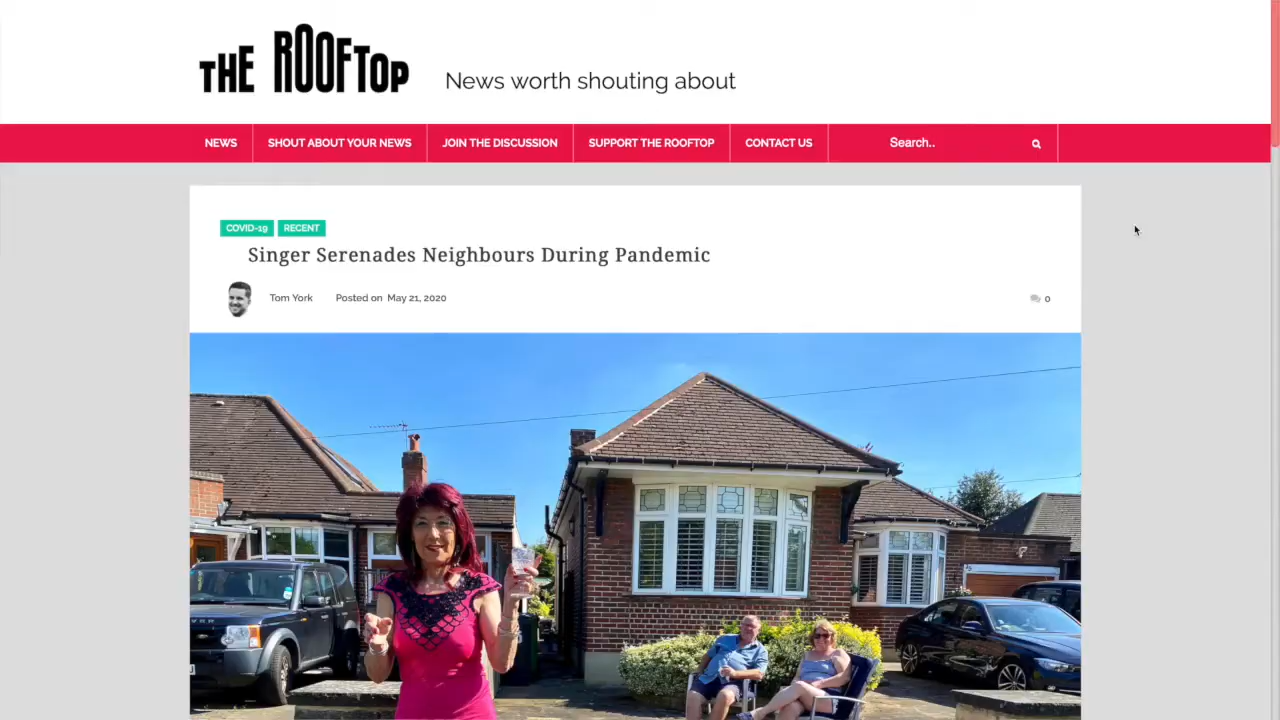 THE ROOFTOP
News worth shouting about
NEWS
SHOUT ABOUT YOUR NEWS
JOIN THE DISCUSSION
SUPPORT THE ROOFTOP
CONTACT US
Search..
COVID-19
RECENT
Singer Serenades Neighbours During Pandemic
Tom York
Posted on May 21, 2020
0